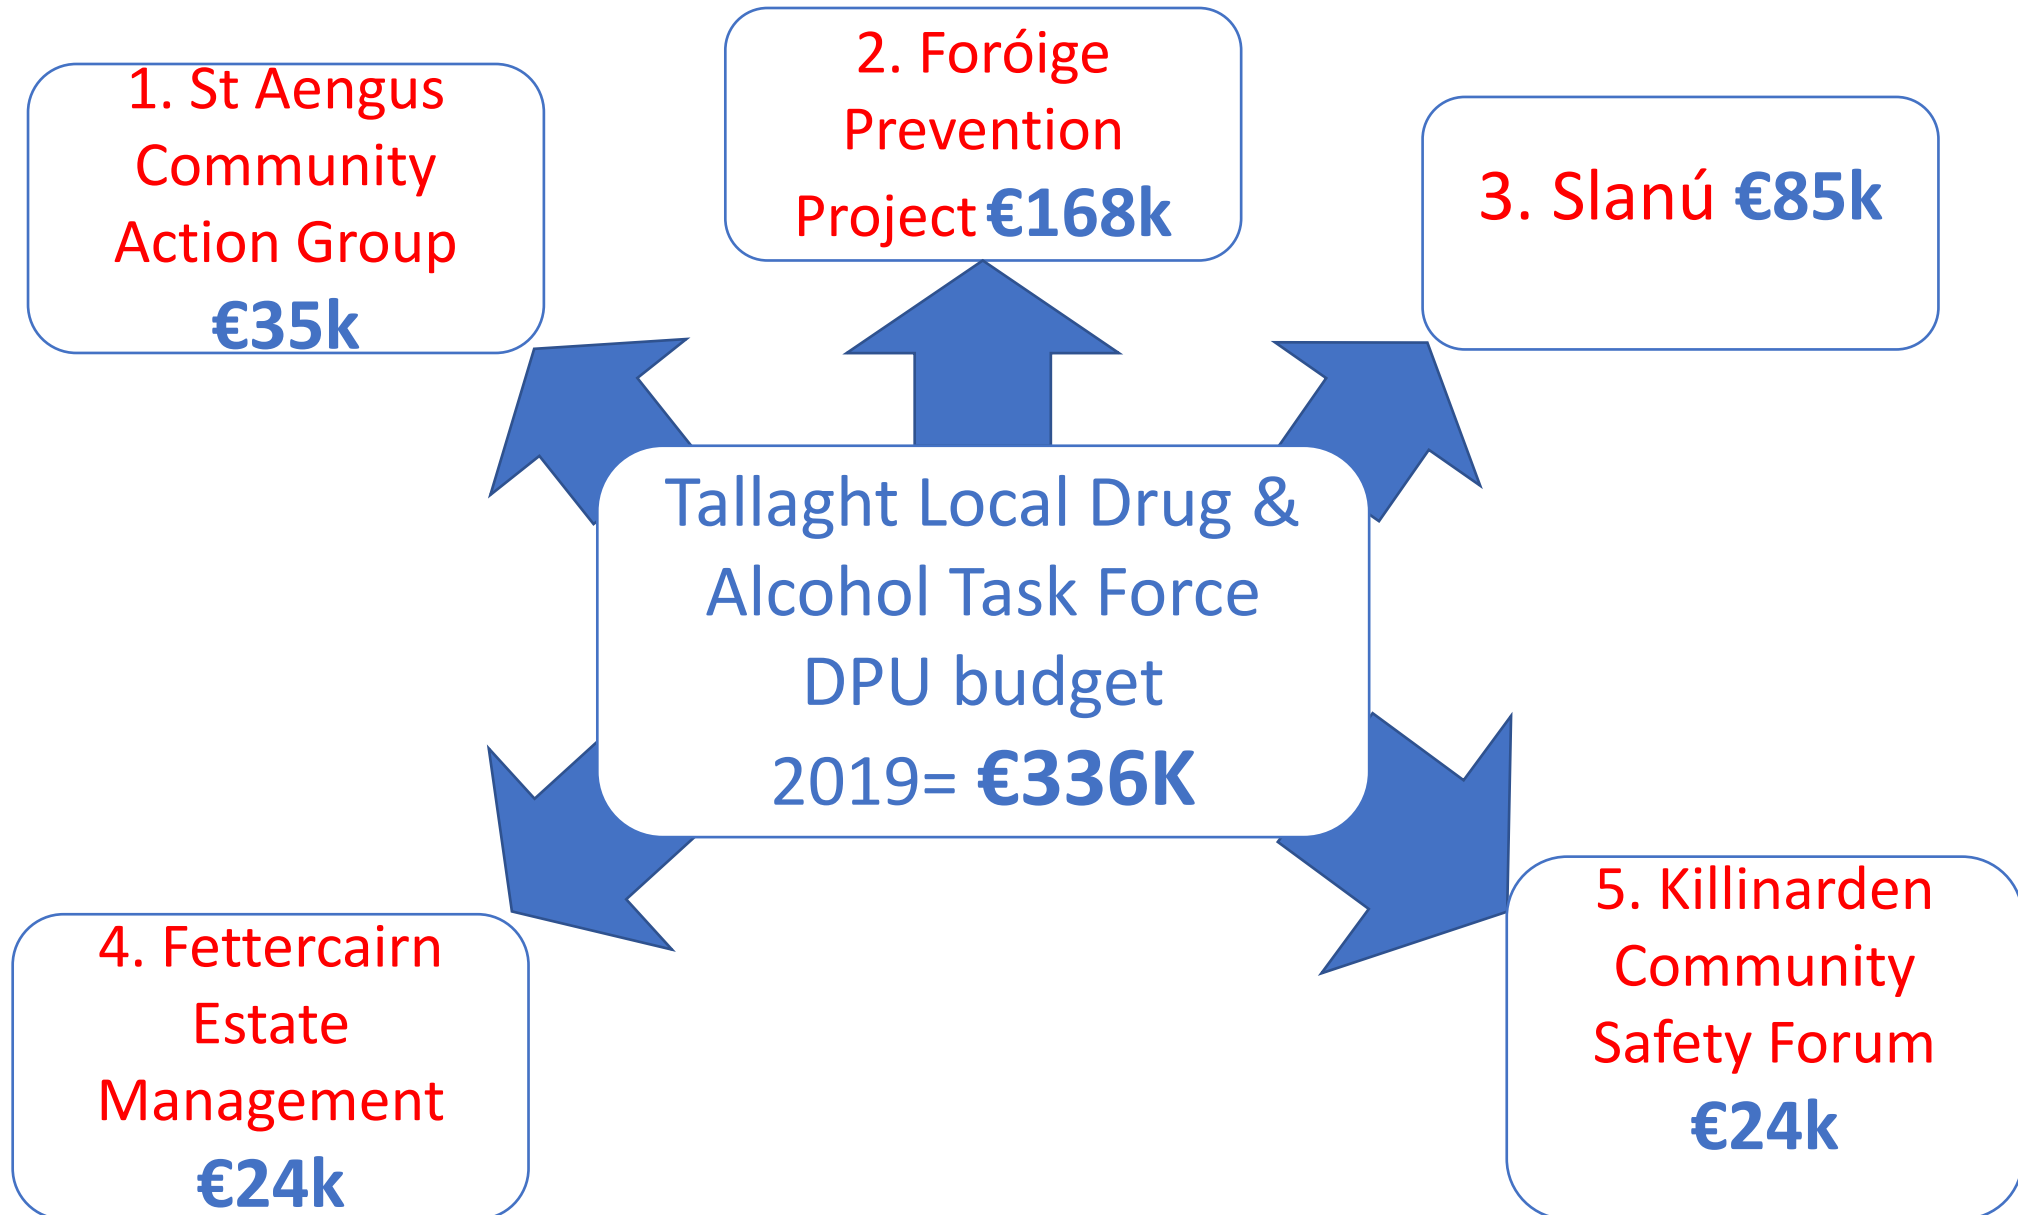 1. St Aengus
Community
Action Group
€35k
2. Foróige
Prevention
Project €168k
3. Slanú €85k
Tallaght Local Drug &
Alcohol Task Force
DPU budget
2019= €336K
4. Fettercairn
Estate
Management
€24k
5. Killinarden
Community
Safety Forum
€24k